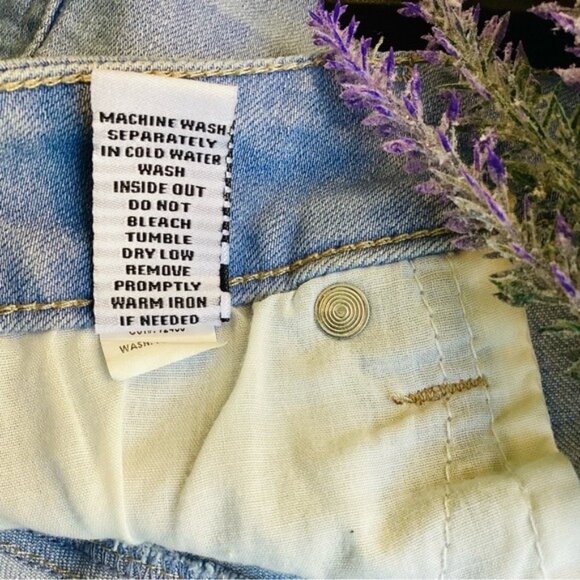 MACHINE WASH
SEPARATELY
IN COLD WATER
WASH
INSIDE OUT
DO NOT
BLEACH
TUMBLE
DRY LOW
REMOVE
PROMPTLY
WARM IRON
IF NEEDED
WASH: